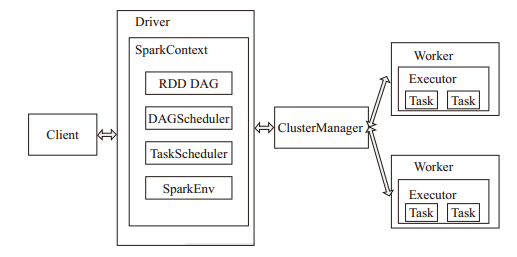 Driver
SparkContext
RDD DAG
DAGScheduler
TaskScheduler
SparkEnv
Client
ClusterManager
Worker
Executor
Task Task
Worker
Executor
Task Task